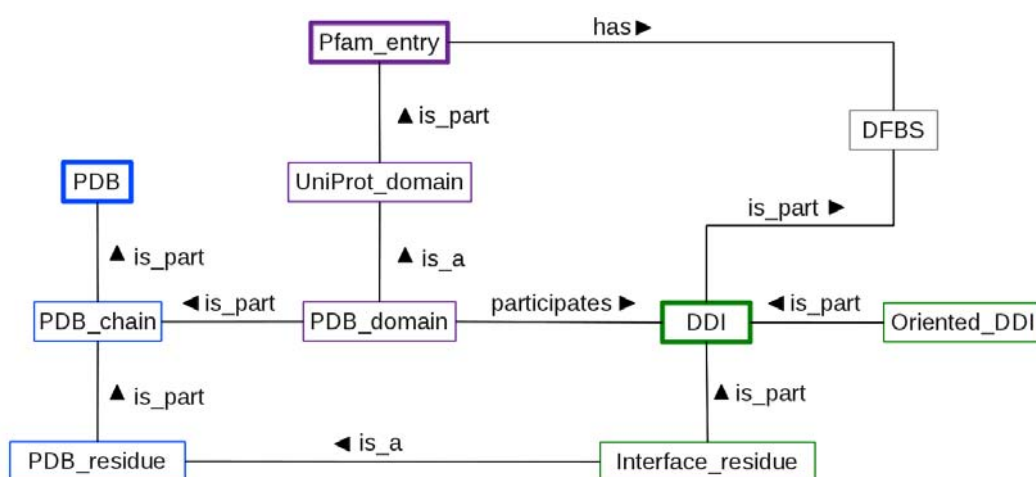 has ►
Pfam_entry
▲ is_part
DFBS
PDB
UniProt_domain
is_part ►
▲ is_part
▲ is_a
◄ is_part
participates ►
◄ is_part
PDB_chain
PDB_domain
DDI
Oriented_DDI
▲ is_part
▲ is_part
◄ is_a
PDB_residue
Interface_residue